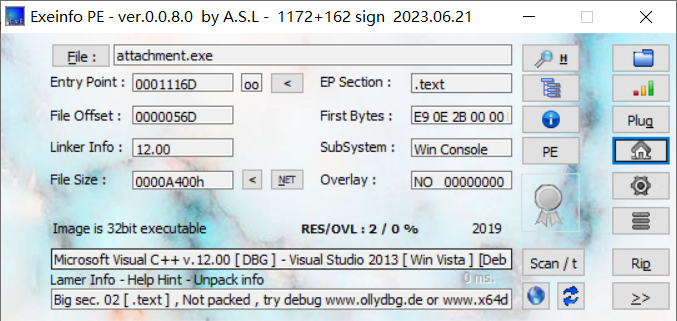 Exeinfo PE - ver.0.0.8.0 by A.S.L - 1172+162 sign 2023.06.21
File : attachment.exe H
Entry Point : 0001116D oo < EP Section : .text
File Offset : 0000056D First Bytes : E9 0E 2B 00 00 Plug
Linker Info : 12.00 SubSystem : Win Console PE
File Size : 0000A400h < NET Overlay : NO 00000000
Image is 32bit executable RES/OVL : 2 / 0 % 2019
Microsoft Visual C++ v.12.00 [ DBG ] - Visual Studio 2013 [ Win Vista ] [Deb Scan / t Rip
Lamer Info - Help Hint - Unpack info 0 ms.
Big sec. 02 [ .text ] , Not packed , try debug www.ollydbg.de or www.x64d >>